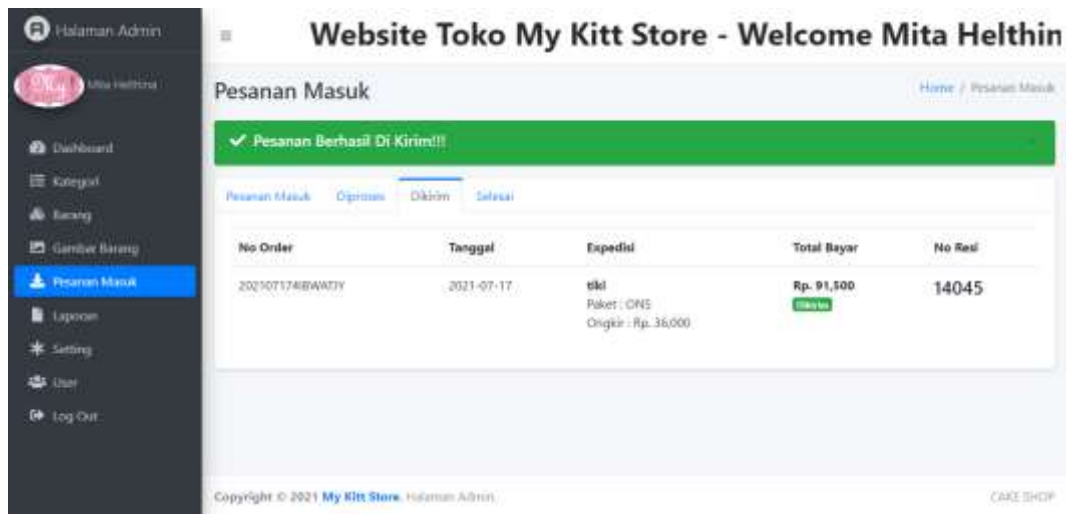 Halaman Admin
Website Toko My Kitt Store - Welcome Mita Helthin
My
Mita Helthina
Pesanan Masuk
Home / Pesanan Masuk
Pesanan Berhasil Di Kirim!!!
Dashboard
Kategori
Barang
Gambar Barang
Pesanan Masuk
Laporan
Setting
User
Log Out
Pesanan Masuk Diproses Dikirim Selesai
No Order Tanggal Expedisi Total Bayar No Resi
2021-07-17 tiki Rp. 91,500 14045
Paket : ONS
Ongkir : Rp. 36,000
Copyright © 2021 My Kitt Store. Halaman Admin.
CAKE SHOP